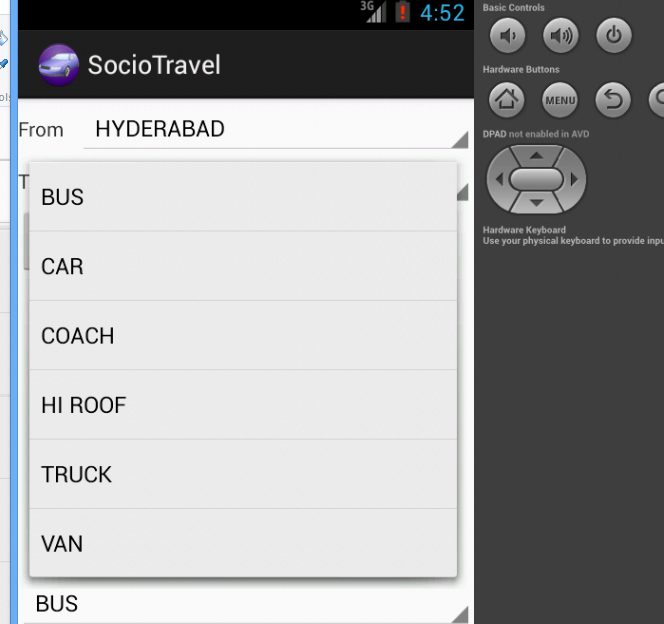 3G
4:52
SocioTravel
From HYDERABAD
T
BUS
CAR
COACH
HI ROOF
TRUCK
VAN
BUS
Basic Controls
Hardware Buttons
MENU
DPAD not enabled in AVD
Hardware Keyboard
Use your physical keyboard to provide inpu